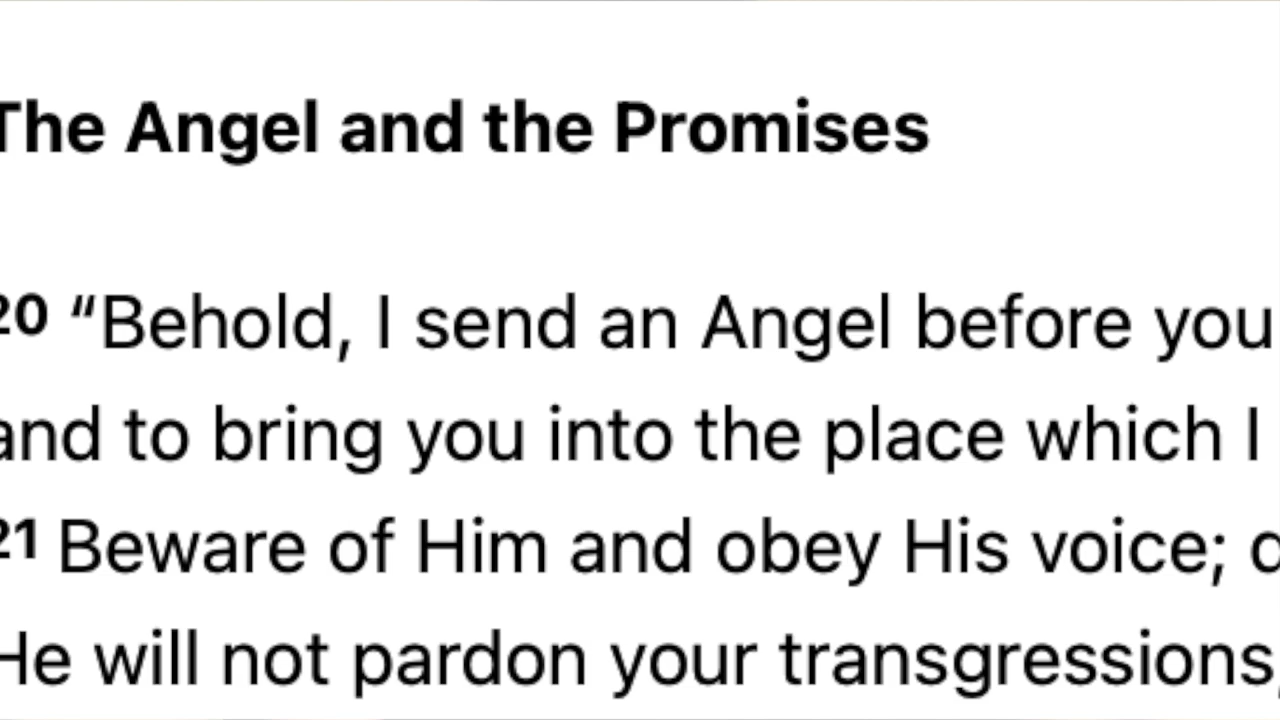 The Angel and the Promises
20 “Behold, I send an Angel before you
and to bring you into the place which I
21 Beware of Him and obey His voice;
He will not pardon your transgressions,